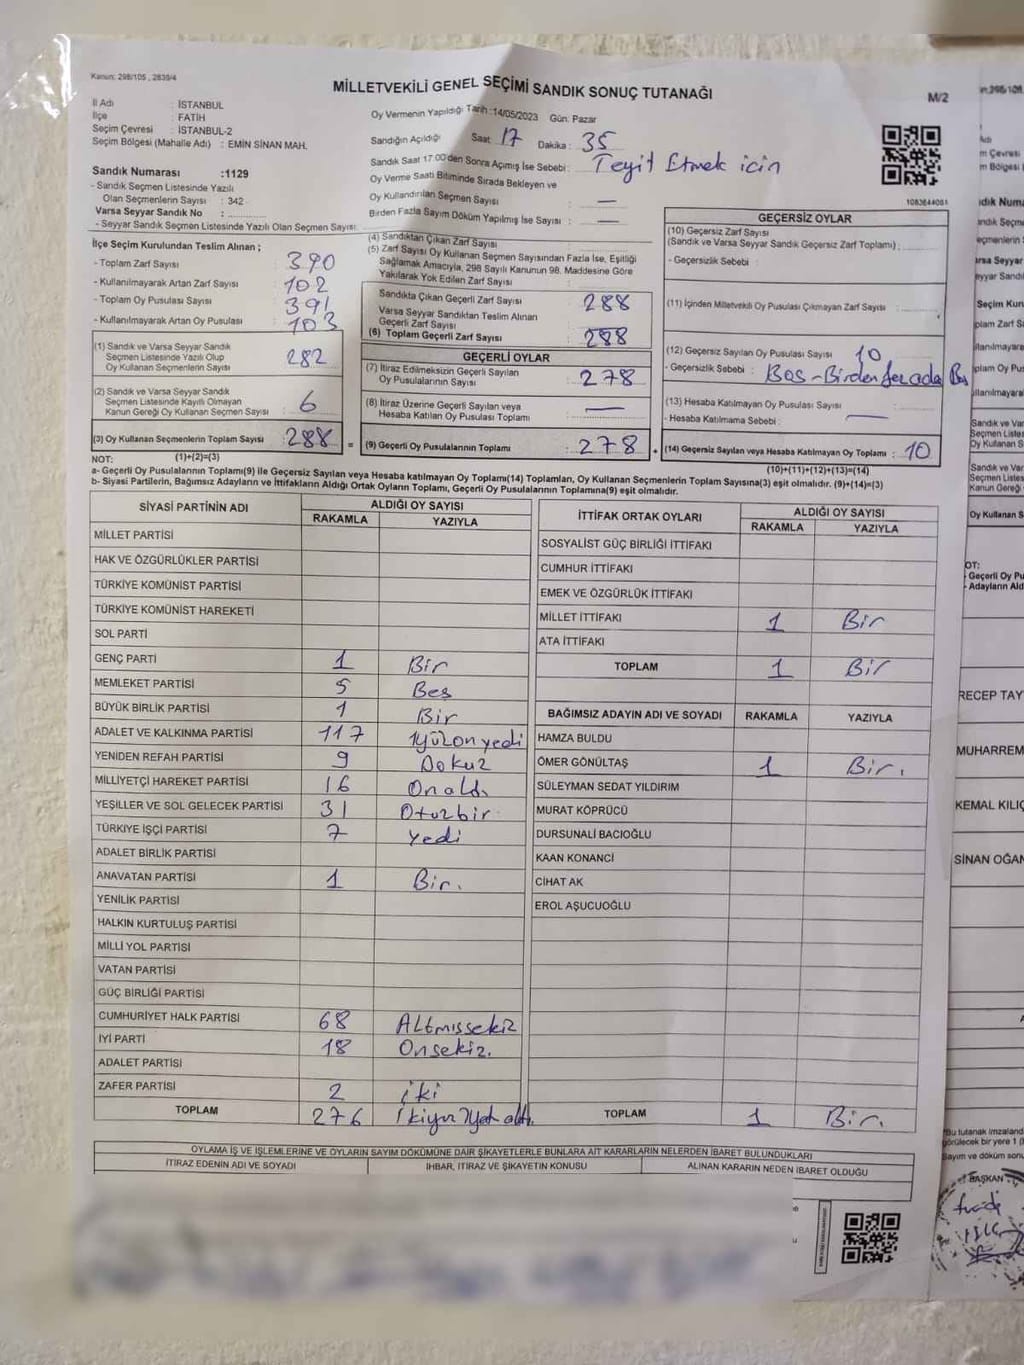 Kanun: 298/105 , 2839/4
MİLLETVEKİLİ GENEL SEÇİMİ SANDIK SONUÇ TUTANAĞI
M/2
İl Adı : İSTANBUL
İlçe : FATİH
Seçim Çevresi : İSTANBUL-2
Seçim Bölgesi (Mahalle Adı) : EMİN SİNAN MAH.
Oy Vermenin Yapıldığı Tarih :14/05/2023 Gün: Pazar
Sandığın Açıldığı Saat: 17 Dakika : 35
Sandık Saat 17.00'den Sonra Açımış İse Sebebi : Teyit Etmek için
Oy Verme Saati Bitiminde Sırada Bekleyen ve
Oy Kullandırılan Seçmen Sayısı : —
Birden Fazla Sayım Döküm Yapılmış İse Sayısı : —
1083644081
Sandık Numarası :1129
- Sandık Seçmen Listesinde Yazılı
Olan Seçmenlerin Sayısı : 342
Varsa Seyyar Sandık No :
- Seyyar Sandık Seçmen Listesinde Yazılı Olan Seçmen Sayısı:
İlçe Seçim Kurulundan Teslim Alınan ;
- Toplam Zarf Sayısı 390
- Kullanılmayarak Artan Zarf Sayısı : 102
- Toplam Oy Pusulası Sayısı 391
- Kullanılmayarak Artan Oy Pusulası : 103
(1) Sandık ve Varsa Seyyar Sandık
Seçmen Listesinde Yazılı Olup
Oy Kullanan Seçmenlerin Sayısı : 282
(2) Sandık ve Varsa Seyyar Sandık
Seçmen Listesinde Kayıtlı Olmayan
Kanun Gereği Oy Kullanan Seçmen Sayısı : 6
(3) Oy Kullanan Seçmenlerin Toplam Sayısı : 288
(1)+(2)=(3)
(4) Sandıktan Çıkan Zarf Sayısı :
(5) Zarf Sayısı Oy Kullanan Seçmen Sayısından Fazla İse, Eşitliği
Sağlamak Amacıyla, 298 Sayılı Kanunun 98. Maddesine Göre
Yakılarak Yok Edilen Zarf Sayısı :
Sandıkta Çıkan Geçerli Zarf Sayısı : 288
Varsa Seyyar Sandıktan Teslim Alınan
Geçerli Zarf Sayısı :
(6) Toplam Geçerli Zarf Sayısı : 288
GEÇERLİ OYLAR
(7) İtiraz Edilmeksizin Geçerli Sayılan
Oy Pusulalarının Sayısı : 278
(8) İtiraz Üzerine Geçerli Sayılan veya
Hesaba Katılan Oy Pusulaları Toplamı : —
= (9) Geçerli Oy Pusulalarının Toplamı : 278
GEÇERSİZ OYLAR
(10) Geçersiz Zarf Sayısı
(Sandık ve Varsa Seyyar Sandık Geçersiz Zarf Toplamı) :
- Geçersizlik Sebebi :
(11) İçinden Milletvekili Oy Pusulası Çıkmayan Zarf Sayısı :
(12) Geçersiz Sayılan Oy Pusulası Sayısı : 10
- Geçersizlik Sebebi : Boş - Birden fazlada
(13) Hesaba Katılmayan Oy Pusulası Sayısı :
- Hesaba Katılmama Sebebi : —
+ (14) Geçersiz Sayılan veya Hesaba Katılmayan Oy Toplamı : 10
(10)+(11)+(12)+(13)=(14)
NOT:
a- Geçerli Oy Pusulalarının Toplamı(9) ile Geçersiz Sayılan veya Hesaba katılmayan Oy Toplamı(14) Toplamları, Oy Kullanan Seçmenlerin Toplam Sayısına(3) eşit olmalıdır. (9)+(14)=(3)
b- Siyasi Partilerin, Bağımsız Adayların ve İttifakların Aldığı Ortak Oyların Toplamı, Geçerli Oy Pusulalarının Toplamına(9) eşit olmalıdır.
SİYASİ PARTİNİN ADI ALDIĞI OY SAYISI
RAKAMLA YAZIYLA
MİLLET PARTİSİ
HAK VE ÖZGÜRLÜKLER PARTİSİ
TÜRKİYE KOMÜNİST PARTİSİ
TÜRKİYE KOMÜNİST HAREKETİ
SOL PARTİ
GENÇ PARTİ 1 Bir
MEMLEKET PARTİSİ 5 Beş
BÜYÜK BİRLİK PARTİSİ 1 Bir
ADALET VE KALKINMA PARTİSİ 117 Yüzonyedi
YENİDEN REFAH PARTİSİ 9 Dokuz
MİLLİYETÇİ HAREKET PARTİSİ 16 Onaltı
YEŞİLLER VE SOL GELECEK PARTİSİ 31 Otuzbir
TÜRKİYE İŞÇİ PARTİSİ 7 yedi
ADALET BİRLİK PARTİSİ
ANAVATAN PARTİSİ 1 Bir.
YENİLİK PARTİSİ
HALKIN KURTULUŞ PARTİSİ
MİLLİ YOL PARTİSİ
VATAN PARTİSİ
GÜÇ BİRLİĞİ PARTİSİ
CUMHURİYET HALK PARTİSİ 68 Altmışsekiz
İYİ PARTİ 18 Onsekiz.
ADALET PARTİSİ
ZAFER PARTİSİ 2 iki
TOPLAM 276
İTTİFAK ORTAK OYLARI ALDIĞI OY SAYISI
RAKAMLA YAZIYLA
SOSYALİST GÜÇ BİRLİĞİ İTTİFAKI
CUMHUR İTTİFAKI
EMEK VE ÖZGÜRLÜK İTTİFAKI
MİLLET İTTİFAKI 1 Bir
ATA İTTİFAKI
TOPLAM 1 Bir
BAĞIMSIZ ADAYIN ADI VE SOYADI RAKAMLA YAZIYLA
HAMZA BULDU
ÖMER GÖNÜLTAŞ 1 Bir.
SÜLEYMAN SEDAT YILDIRIM
MURAT KÖPRÜCÜ
DURSUNALİ BACIOĞLU
KAAN KONANCİ
CİHAT AK
EROL AŞUCUOĞLU
TOPLAM 1 Bir.
OYLAMA İŞ VE İŞLEMLERİNE VE OYLARIN SAYIM DÖKÜMÜNE DAİR ŞİKAYETLERLE BUNLARA AİT KARARLARIN NELERDEN İBARET BULUNDUKLARI
İTİRAZ EDENİN ADI VE SOYADI İHBAR, İTİRAZ VE ŞİKAYETİN KONUSU ALINAN KARARIN NEDEN İBARET OLDUĞU
RECEP TAY
MUHARREM
KEMAL KILIÇ
SİNAN OĞAN
BAŞKAN